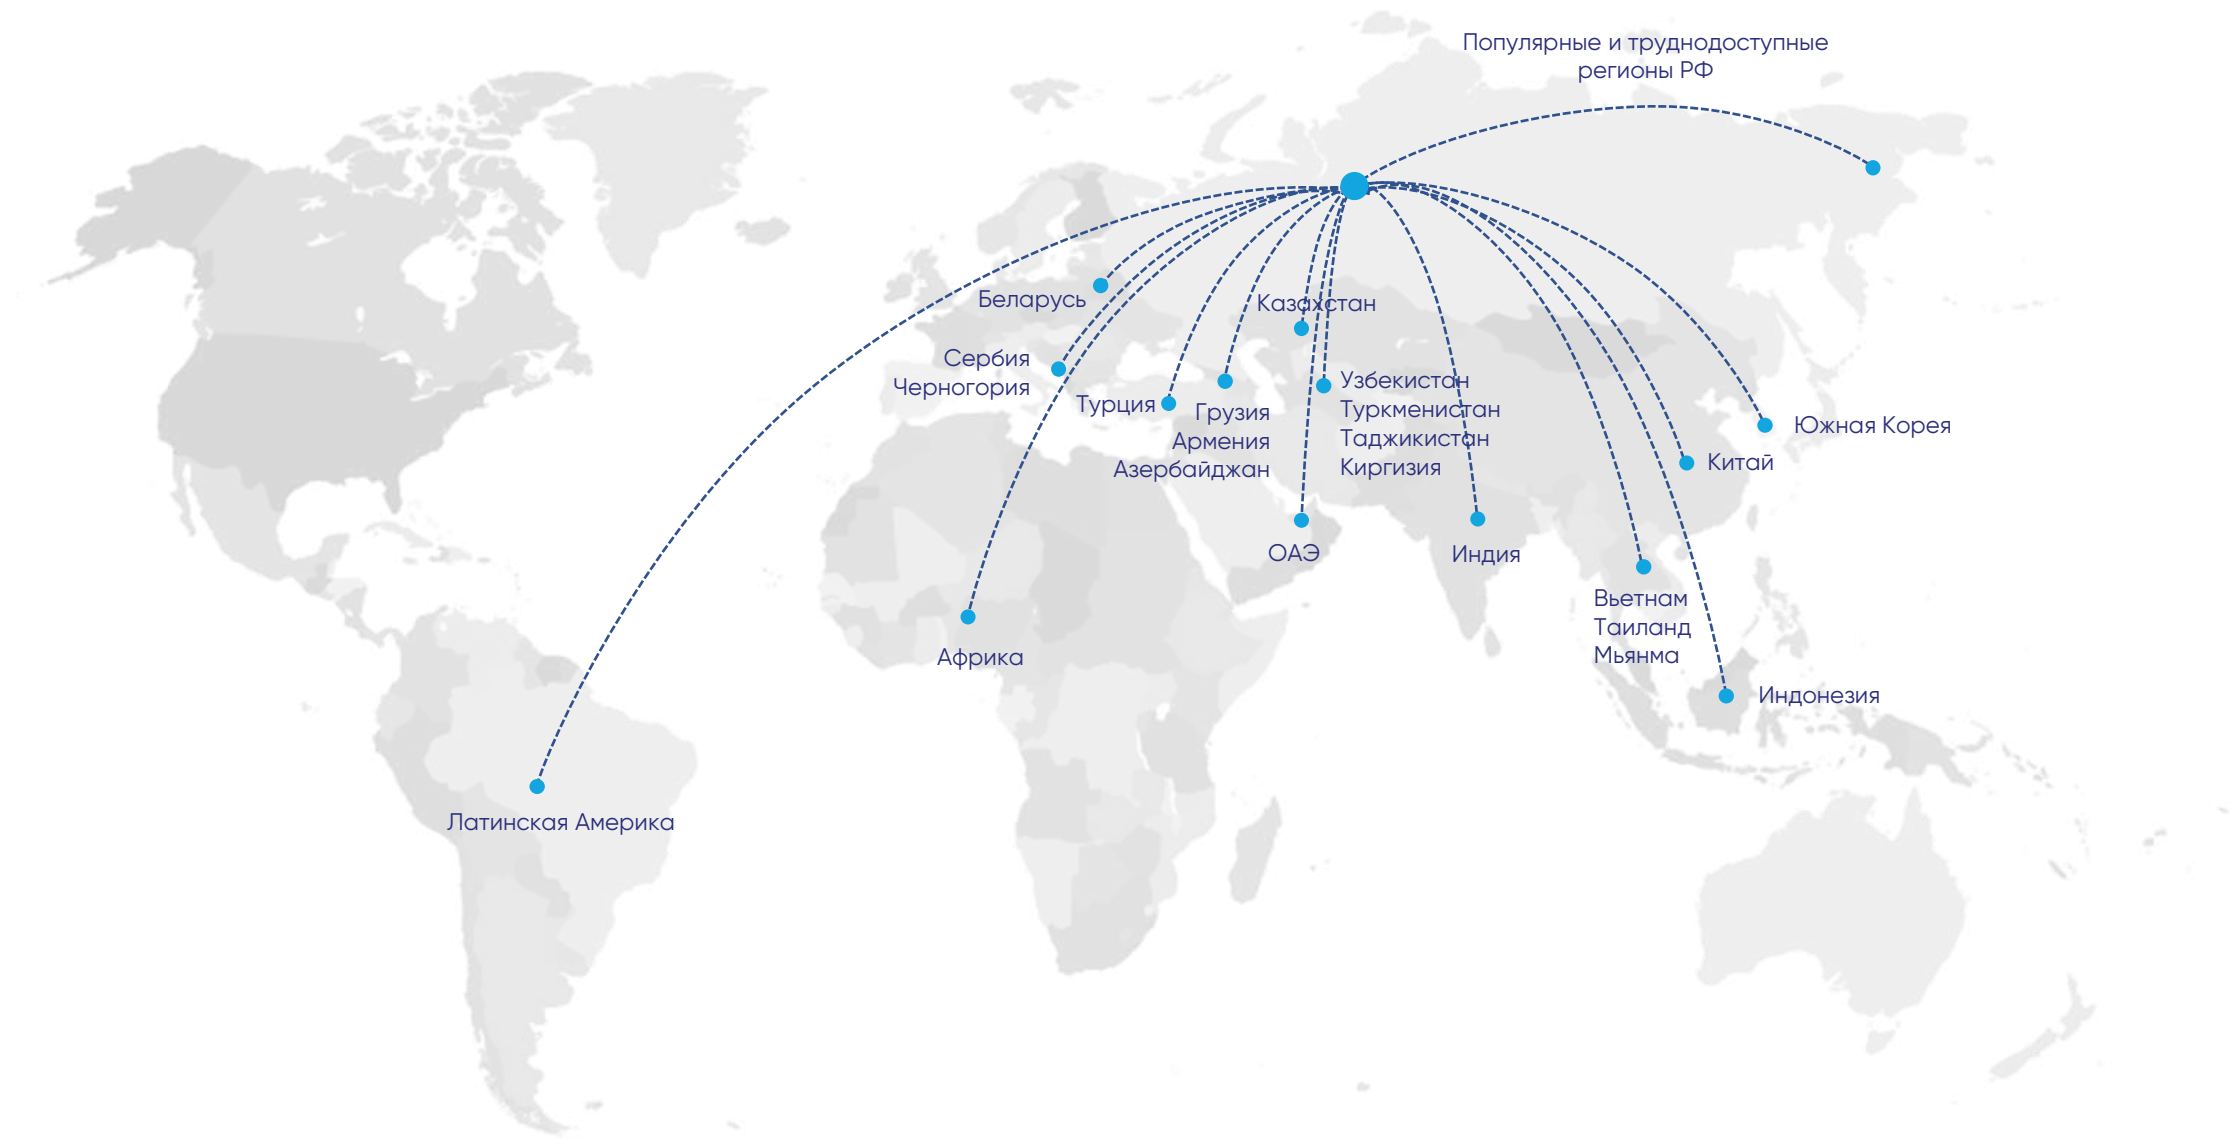 Популярные и труднодоступные
регионы РФ
Беларусь
Казахстан
Сербия
Черногория
Турция
Грузия
Армения
Азербайджан
Узбекистан
Туркменистан
Таджикистан
Киргизия
Южная Корея
Китай
ОАЭ
Индия
Вьетнам
Таиланд
Мьянма
Африка
Индонезия
Латинская Америка